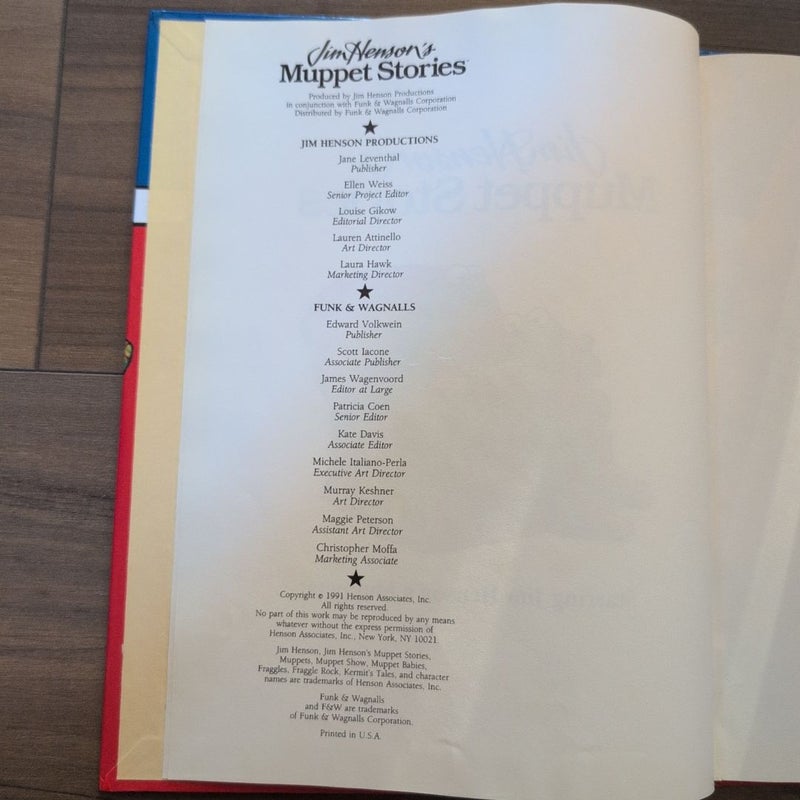 Jim Henson's
Muppet Stories
Produced by Jim Henson Productions
in conjunction with Funk & Wagnalls Corporation
Distributed by Funk & Wagnalls Corporation
JIM HENSON PRODUCTIONS
Jane Leventhal
Publisher
Ellen Weiss
Senior Project Editor
Louise Gikow
Editorial Director
Lauren Attinello
Art Director
Laura Hawk
Marketing Director
FUNK & WAGNALLS
Edward Volkwein
Publisher
Scott Iacone
Associate Publisher
James Wagenvoord
Editor at Large
Patricia Coen
Senior Editor
Kate Davis
Associate Editor
Michele Italiano-Perla
Executive Art Director
Murray Keshner
Art Director
Maggie Peterson
Assistant Art Director
Christopher Moffa
Marketing Associate
Copyright © 1991 Henson Associates, Inc.
All rights reserved.
No part of this work may be reproduced by any means
whatever without the express permission of
Henson Associates, Inc., New York, NY 10021.
Jim Henson, Jim Henson's Muppet Stories,
Muppets, Muppet Show, Muppet Babies,
Fraggles, Fraggle Rock, Kermit's Tales, and character
names are trademarks of Henson Associates, Inc.
Funk & Wagnalls
and F&W are trademarks
of Funk & Wagnalls Corporation.
Printed in U.S.A.